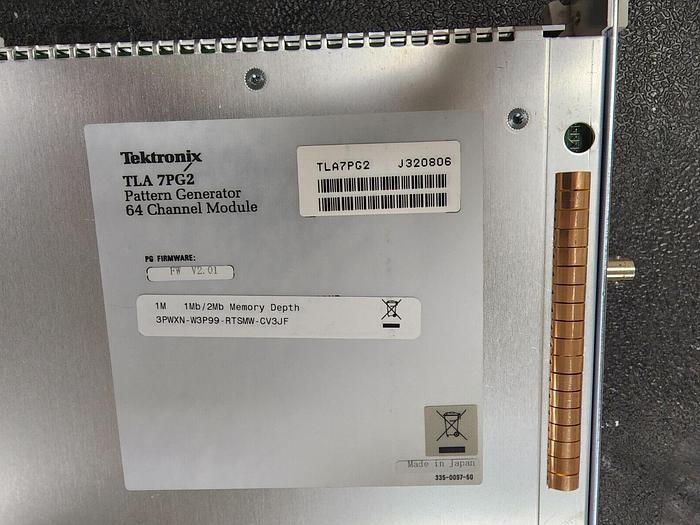 Tektronix
TLA 7PG2
Pattern Generator
64 Channel Module
TLA7PG2 J320806
PG FIRMWARE:
FW V2.01
1M 1Mb/2Mb Memory Depth
3PWXN-W3P99-RTSMW-CV3JF
Made in Japan
335-0097-50